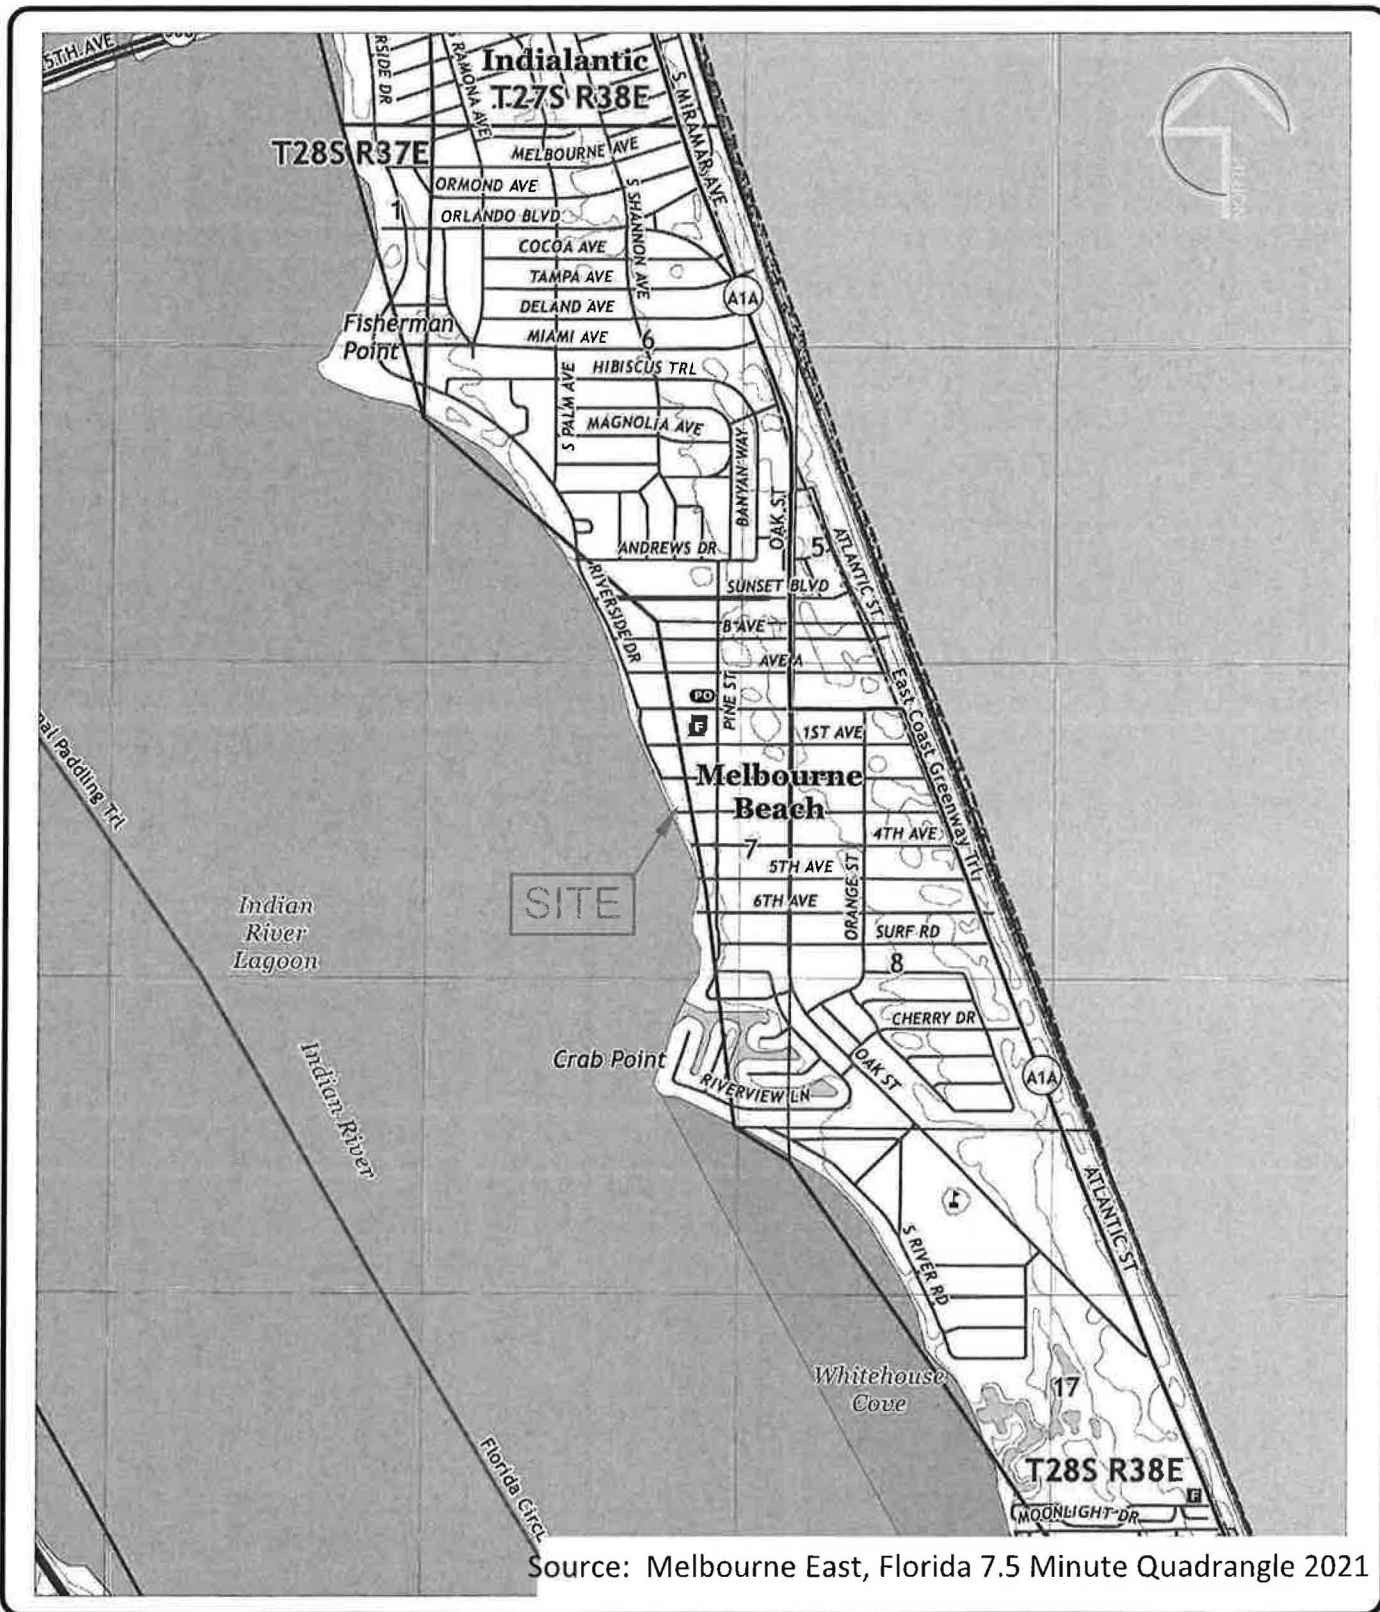 5TH AVE
RSIDE DR
S RAMONA AVE
Indialantic
T27S R38E
S MIRAMAR AVE
T28S R37E
MELBOURNE AVE
ORMOND AVE
1
ORLANDO BLVD
S SHANNON AVE
COCOA AVE
TAMPA AVE
A1A
DELAND AVE
Fisherman
Point
MIAMI AVE
6
HIBISCUS TRL
S PALM AVE
MAGNOLIA AVE
BANYAN WAY
OAK ST
ANDREWS DR
5
ATLANTIC ST
SUNSET BLVD
RIVERSIDE DR
B AVE
AVE A
East Coast Greenway Trl
PO
PINE ST
F
1ST AVE
nal Paddling Trl
Melbourne
Beach
4TH AVE
7
5TH AVE
ORANGE ST
SITE
6TH AVE
Indian
River
Lagoon
SURF RD
8
CHERRY DR
Crab Point
OAK ST
A1A
RIVERVIEW LN
Indian River
ATLANTIC ST
S RIVER RD
Whitehouse
Cove
17
T28S R38E
F
Florida Circu
MOONLIGHT DR
Source: Melbourne East, Florida 7.5 Minute Quadrangle 2021